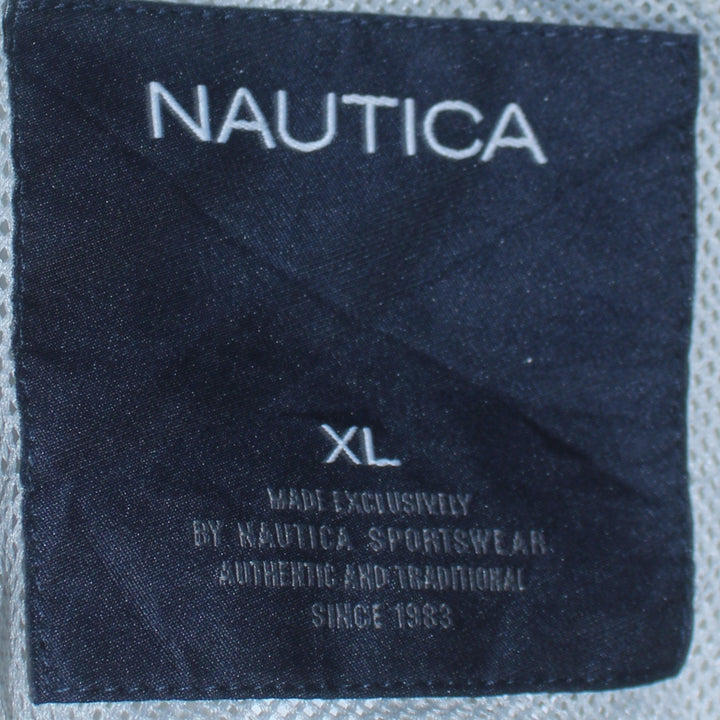 NAUTICA
XL
MADE EXCLUSIVELY
BY NAUTICA SPORTSWEAR
AUTHENTIC AND TRADITIONAL
SINCE 1983